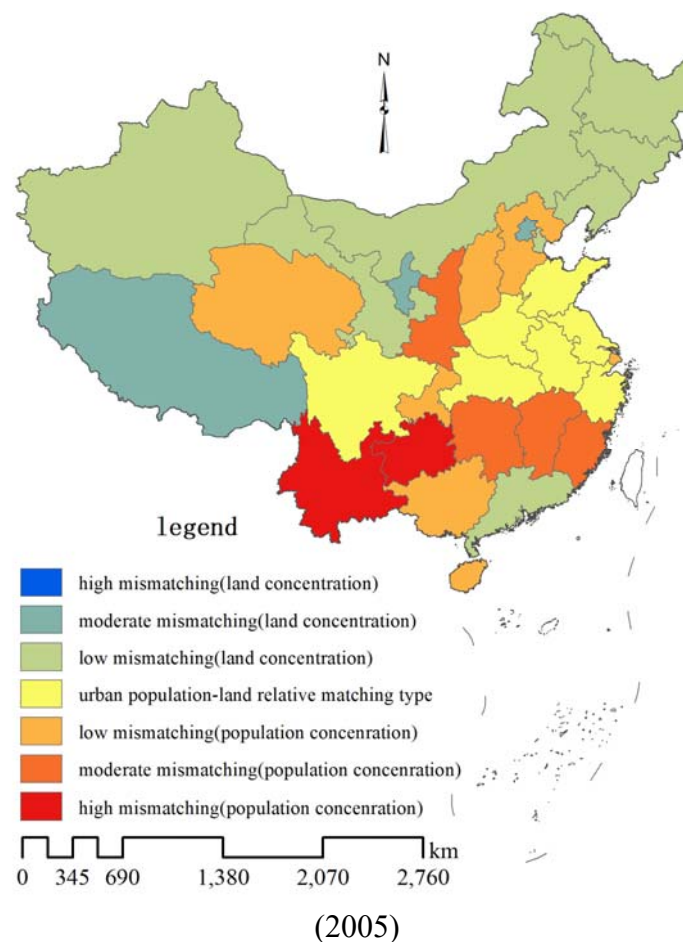 N
legend
high mismatching(land concentration)
moderate mismatching(land concentration)
low mismatching(land concentration)
urban population-land relative matching type
low mismatching(population concenration)
moderate mismatching(population concenration)
high mismatching(population concenration)
km
0 345 690 1,380 2,070 2,760
(2005)